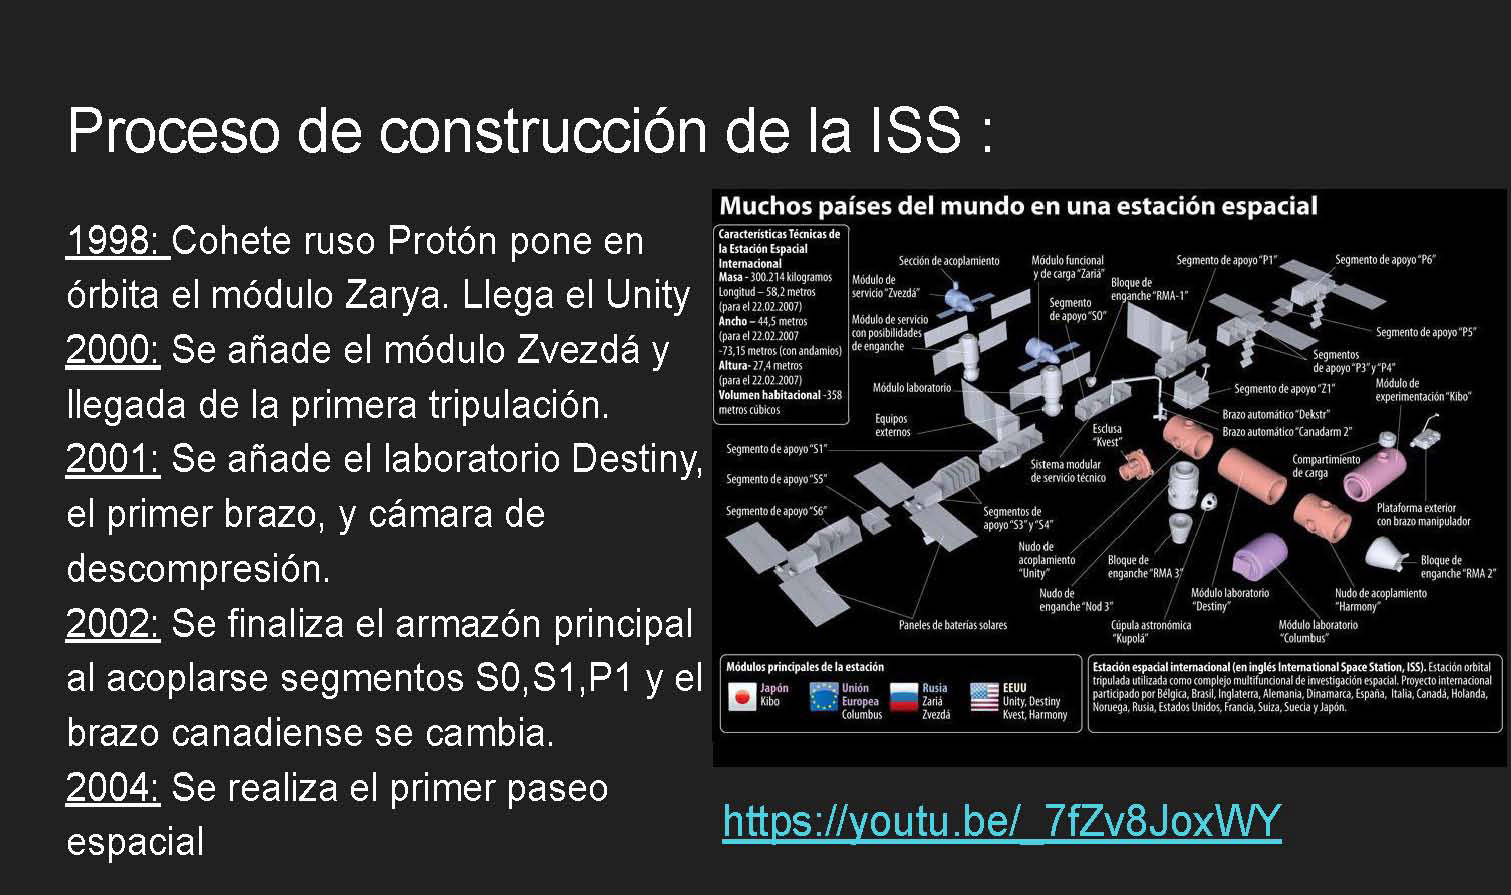 Proceso de construcción de la ISS :
1998: Cohete ruso Protón pone en
órbita el módulo Zarya. Llega el Unity
2000: Se añade el módulo Zvezdá y
llegada de la primera tripulación.
2001: Se añade el laboratorio Destiny,
el primer brazo, y cámara de
descompresión.
2002: Se finaliza el armazón principal
al acoplarse segmentos S0,S1,P1 y el
brazo canadiense se cambia.
2004: Se realiza el primer paseo
espacial
Muchos países del mundo en una estación espacial
Características Técnicas de
la Estación Espacial
Internacional
Masa - 300.214 kilogramos
Longitud – 58,2 metros
(para el 22.02.2007)
Ancho – 44,5 metros
(para el 22.02.2007
-73,15 metros (con andamios)
Altura- 27,4 metros
(para el 22.02.2007)
Volumen habitacional -358
metros cúbicos
Sección de acoplamiento
Módulo de
servicio "Zvezdá"
Módulo de servicio
con posibilidades
de enganche
Módulo laboratorio
Equipos
externos
Módulo funcional
y de carga "Zariá"
Segmento
de apoyo "SO"
Bloque de
enganche "RMA-1"
Segmento de apoyo "P1"
Segmento de apoyo "P6"
Segmento de apoyo "P5"
Segmentos
de apoyo "P3" y "P4"
Segmento de apoyo "Z1"
Módulo de
experimentación "Kibo"
Brazo automático "Dekstr"
Brazo automático "Canadarm 2"
Esclusa
"Kvest"
Sistema modular
de servicio técnico
Compartimiento
de carga
Plataforma exterior
con brazo manipulador
Segmento de apoyo "S1"
Segmento de apoyo "S5"
Segmento de apoyo "S6"
Segmentos de
apoyo "S3" y "S4"
Nudo de
acoplamiento
"Unity"
Bloque de
enganche "RMA 3"
Bloque de
enganche "RMA 2"
Nudo de
enganche "Nod 3"
Módulo laboratorio
"Destiny"
Nudo de acoplamiento
"Harmony"
Paneles de baterías solares
Cúpula astronómica
"Kupolá"
Módulo laboratorio
"Columbus"
Módulos principales de la estación
Japón
Kibo
Unión
Europea
Columbus
Rusia
Zariá
Zvezdá
EEUU
Unity, Destiny
Kvest, Harmony
Estación espacial internacional (en inglés International Space Station, ISS). Estación orbital
tripulada utilizada como complejo multifuncional de investigación espacial. Proyecto internacional
participado por Bélgica, Brasil, Inglaterra, Alemania, Dinamarca, España, Italia, Canadá, Holanda,
Noruega, Rusia, Estados Unidos, Francia, Suiza, Suecia y Japón.
https://youtu.be/_7fZv8JoxWY